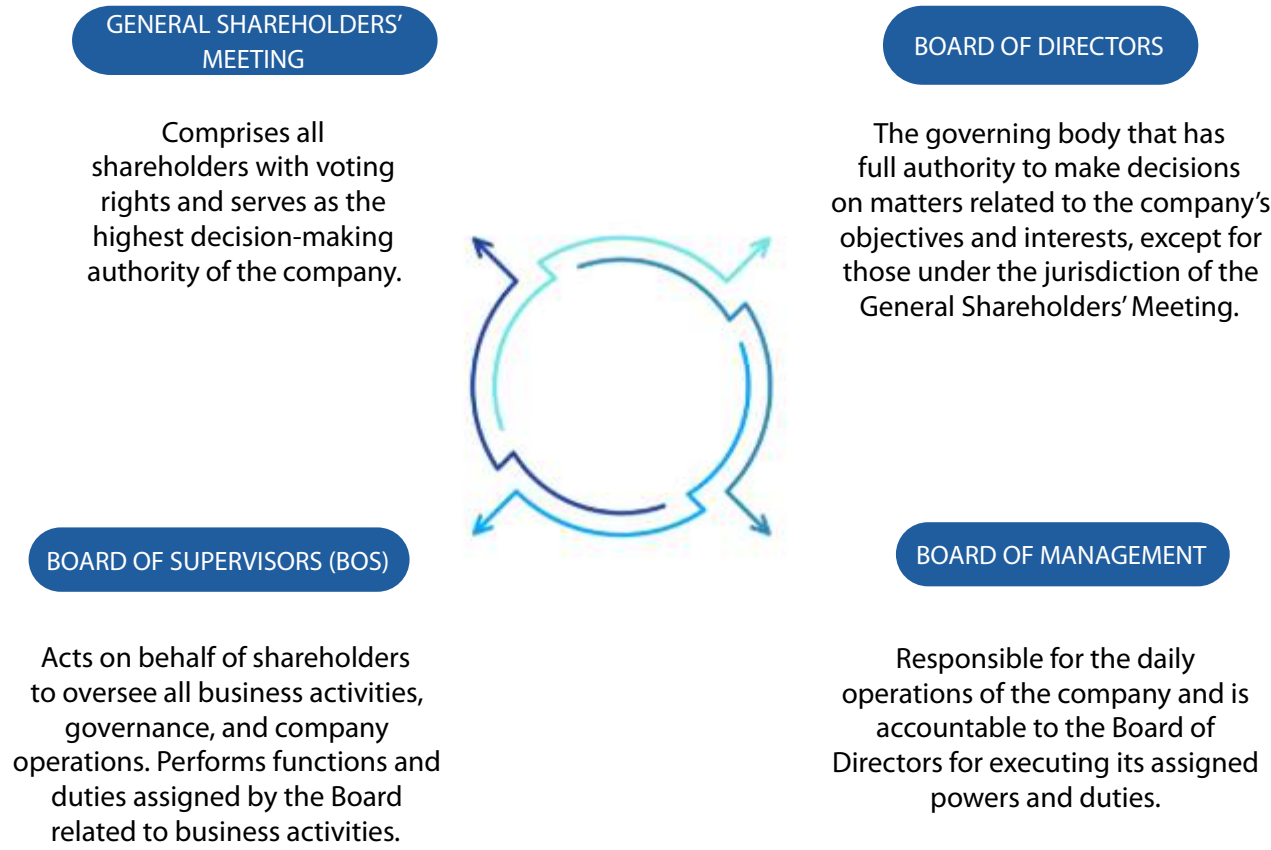 GENERAL SHAREHOLDERS'
MEETING
Comprises all
shareholders with voting
rights and serves as the
highest decision-making
authority of the company.
BOARD OF DIRECTORS
The governing body that has
full authority to make decisions
on matters related to the company's
objectives and interests, except for
those under the jurisdiction of the
General Shareholders' Meeting.
BOARD OF SUPERVISORS (BOS)
Acts on behalf of shareholders
to oversee all business activities,
governance, and company
operations. Performs functions and
duties assigned by the Board
related to business activities.
BOARD OF MANAGEMENT
Responsible for the daily
operations of the company and is
accountable to the Board of
Directors for executing its assigned
powers and duties.